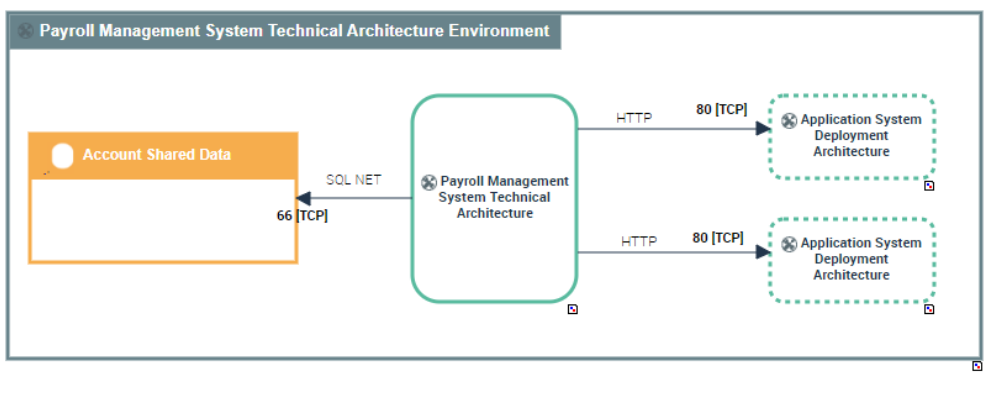 Payroll Management System Technical Architecture Environment
Account Shared Data
SQL NET
66 [TCP]
Payroll Management
System Technical
Architecture
HTTP
80 [TCP]
Application System
Deployment
Architecture
HTTP
80 [TCP]
Application System
Deployment
Architecture